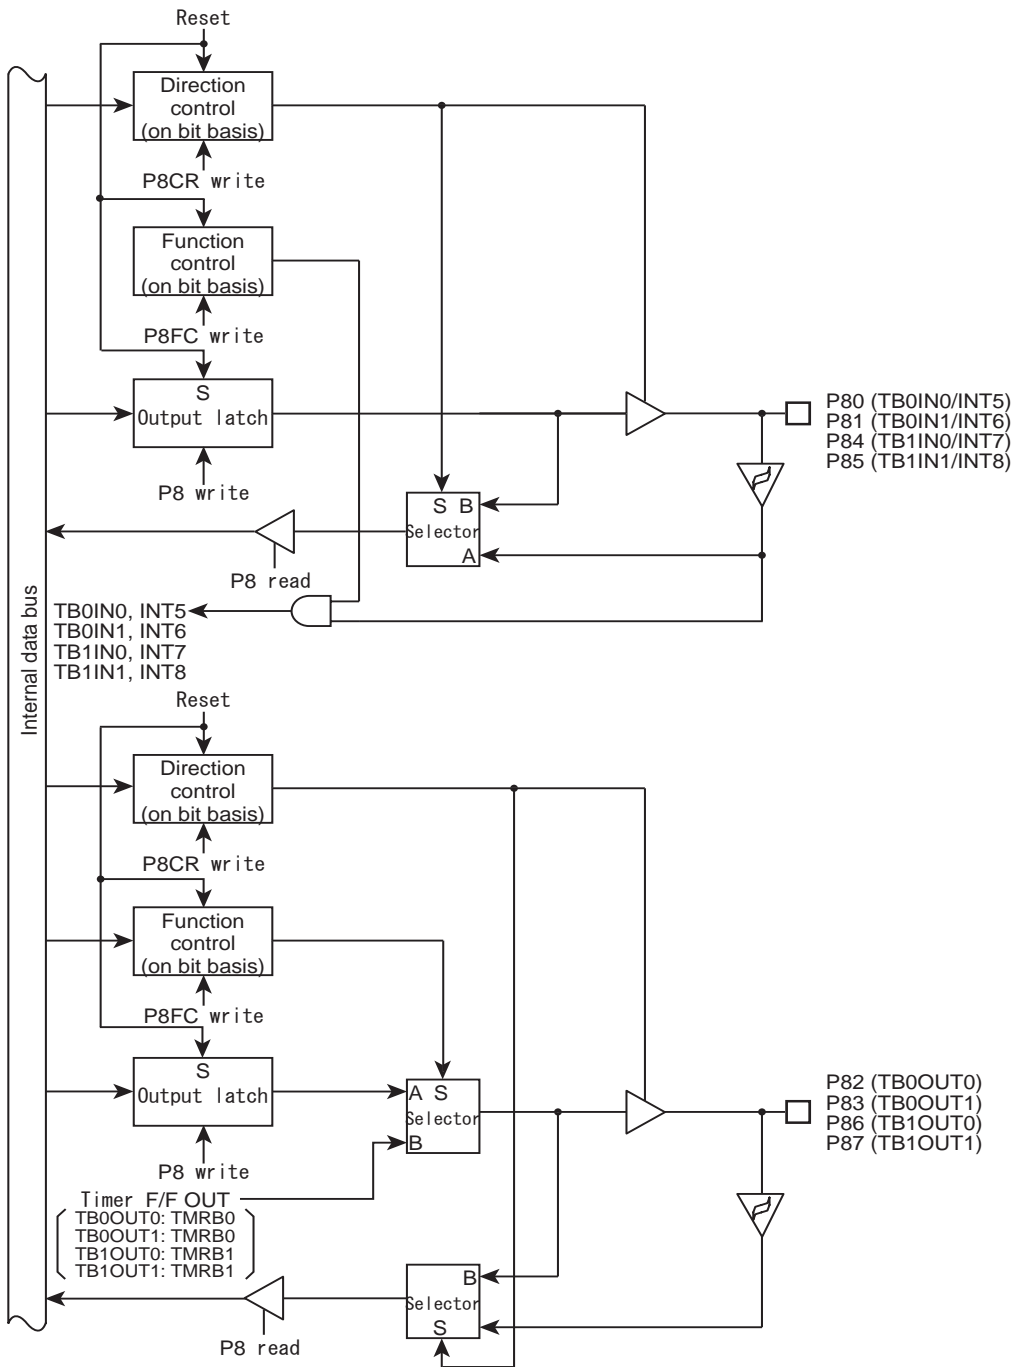 Reset
Direction
control
(on bit basis)
P8CR write
Function
control
(on bit basis)
P8FC write
S
Output latch
P8 write
P80 (TB0IN0/INT5)
P81 (TB0IN1/INT6)
P84 (TB1IN0/INT7)
P85 (TB1IN1/INT8)
S B
Selector
A
P8 read
Internal data bus
TB0IN0, INT5
TB0IN1, INT6
TB1IN0, INT7
TB1IN1, INT8
Reset
Direction
control
(on bit basis)
P8CR write
Function
control
(on bit basis)
P8FC write
S
Output latch
P8 write
A S
Selector
B
P82 (TB0OUT0)
P83 (TB0OUT1)
P86 (TB1OUT0)
P87 (TB1OUT1)
Timer F/F OUT
TB0OUT0: TMRB0
TB0OUT1: TMRB0
TB1OUT0: TMRB1
TB1OUT1: TMRB1
B
Selector
S
P8 read